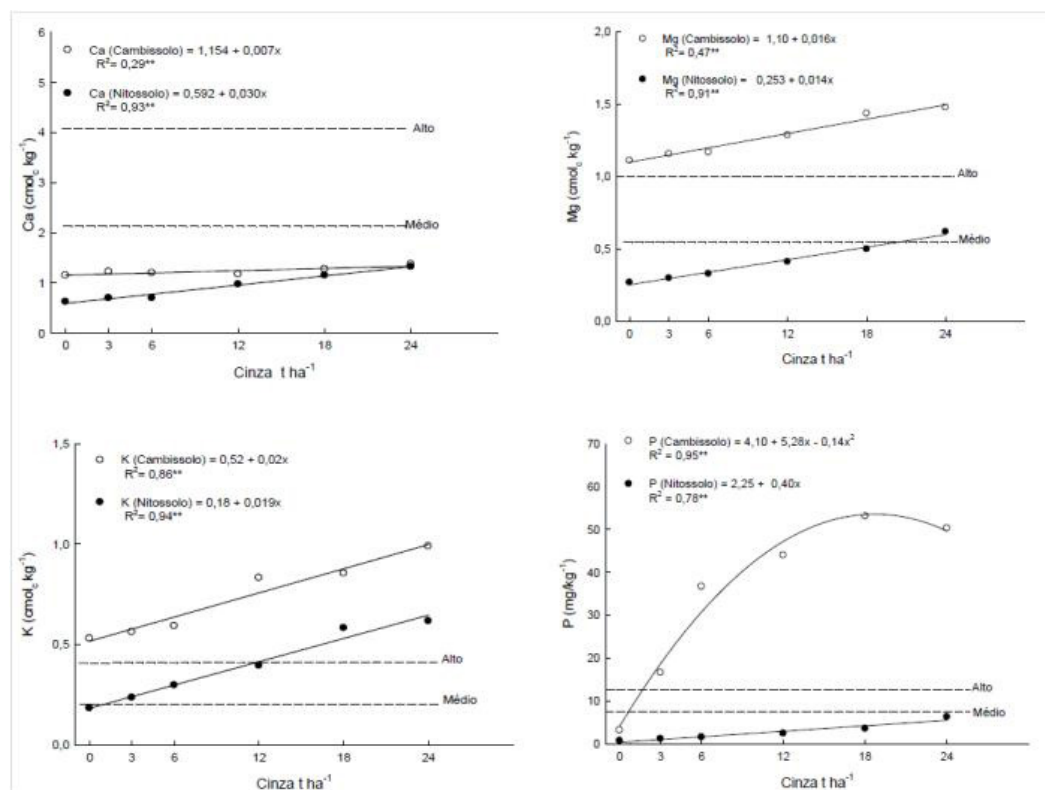 Ca (Cambissolo) = 1,154 + 0,007x
R²= 0,29**
Ca (Nitossolo) = 0,592 + 0,030x
R²= 0,93**
6
5
4
3
2
1
0
Alto
Médio
Ca (cmolc kg⁻¹)
0 3 6 12 18 24
Cinza t ha⁻¹
Mg (Cambissolo) = 1,10 + 0,016x
R²= 0,47**
Mg (Nitossolo) = 0,253 + 0,014x
R²= 0,91**
2,0
1,5
1,0
0,5
0,0
Alto
Médio
Mg (cmolc kg⁻¹)
0 3 6 12 18 24
Cinza t ha⁻¹
K (Cambissolo) = 0,52 + 0,02x
R²= 0,86**
K (Nitossolo) = 0,18 + 0,019x
R²= 0,94**
1,5
1,0
0,5
0,0
Alto
Médio
K (cmolc kg⁻¹)
0 3 6 12 18 24
Cinza t ha⁻¹
P (Cambissolo) = 4,10 + 5,28x - 0,14x²
R² = 0,95**
P (Nitossolo) = 2,25 + 0,40x
R² = 0,78**
70
60
50
40
30
20
10
0
Alto
Médio
P (mg/kg⁻¹)
0 3 6 12 18 24
Cinza t ha⁻¹